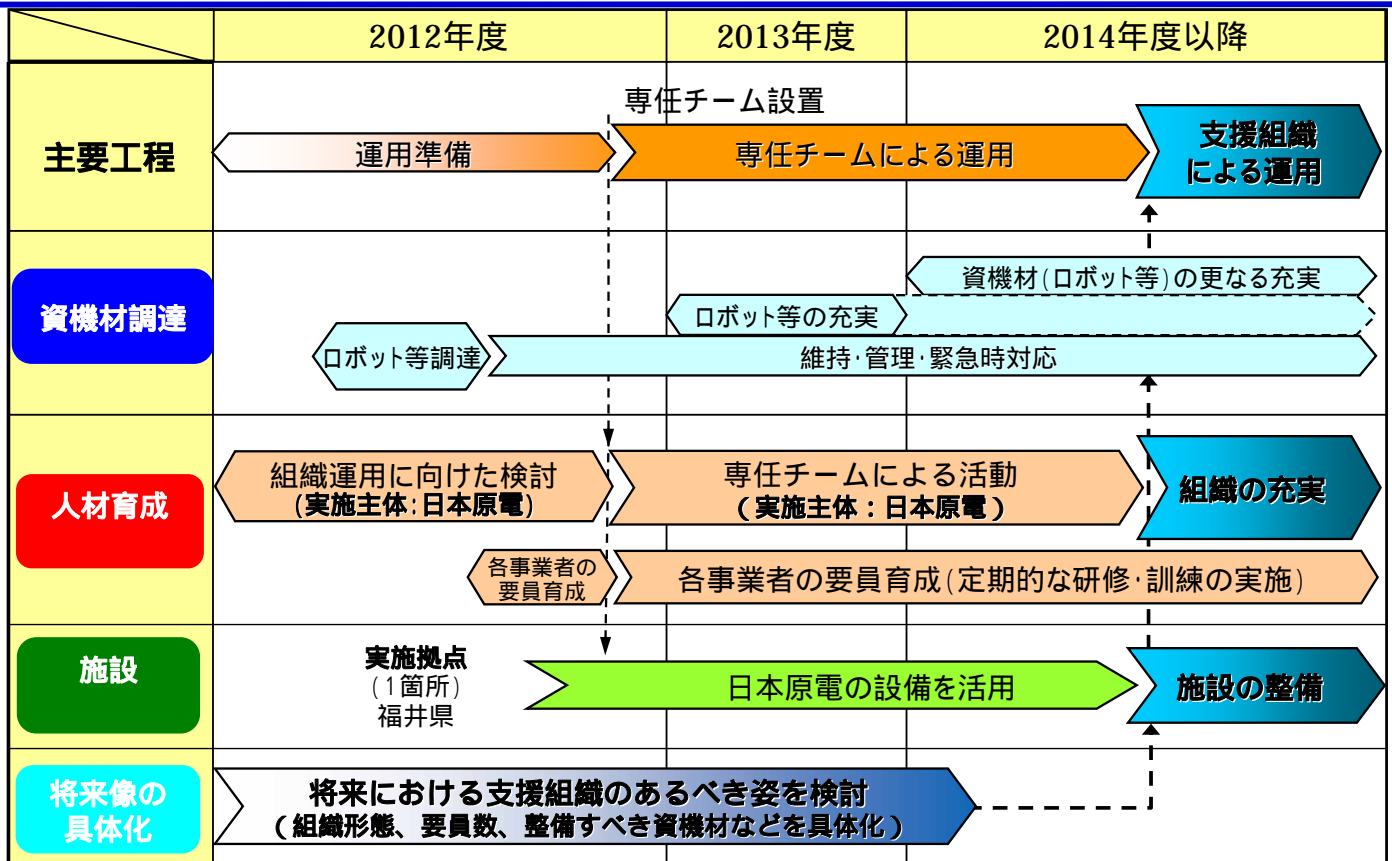 2012年度
2013年度
2014年度以降
主要工程
専任チーム設置
運用準備
専任チームによる運用
支援組織
による運用
資機材調達
資機材(ロボット等)の更なる充実
ロボット等の充実
ロボット等調達
維持・管理・緊急時対応
人材育成
組織運用に向けた検討
(実施主体:日本原電)
専任チームによる活動
(実施主体:日本原電)
組織の充実
各事業者の
要員育成
各事業者の要員育成(定期的な研修・訓練の実施)
施設
実施拠点
(1箇所)
福井県
日本原電の設備を活用
施設の整備
将来像の
具体化
将来における支援組織のあるべき姿を検討
(組織形態、要員数、整備すべき資機材などを具体化)